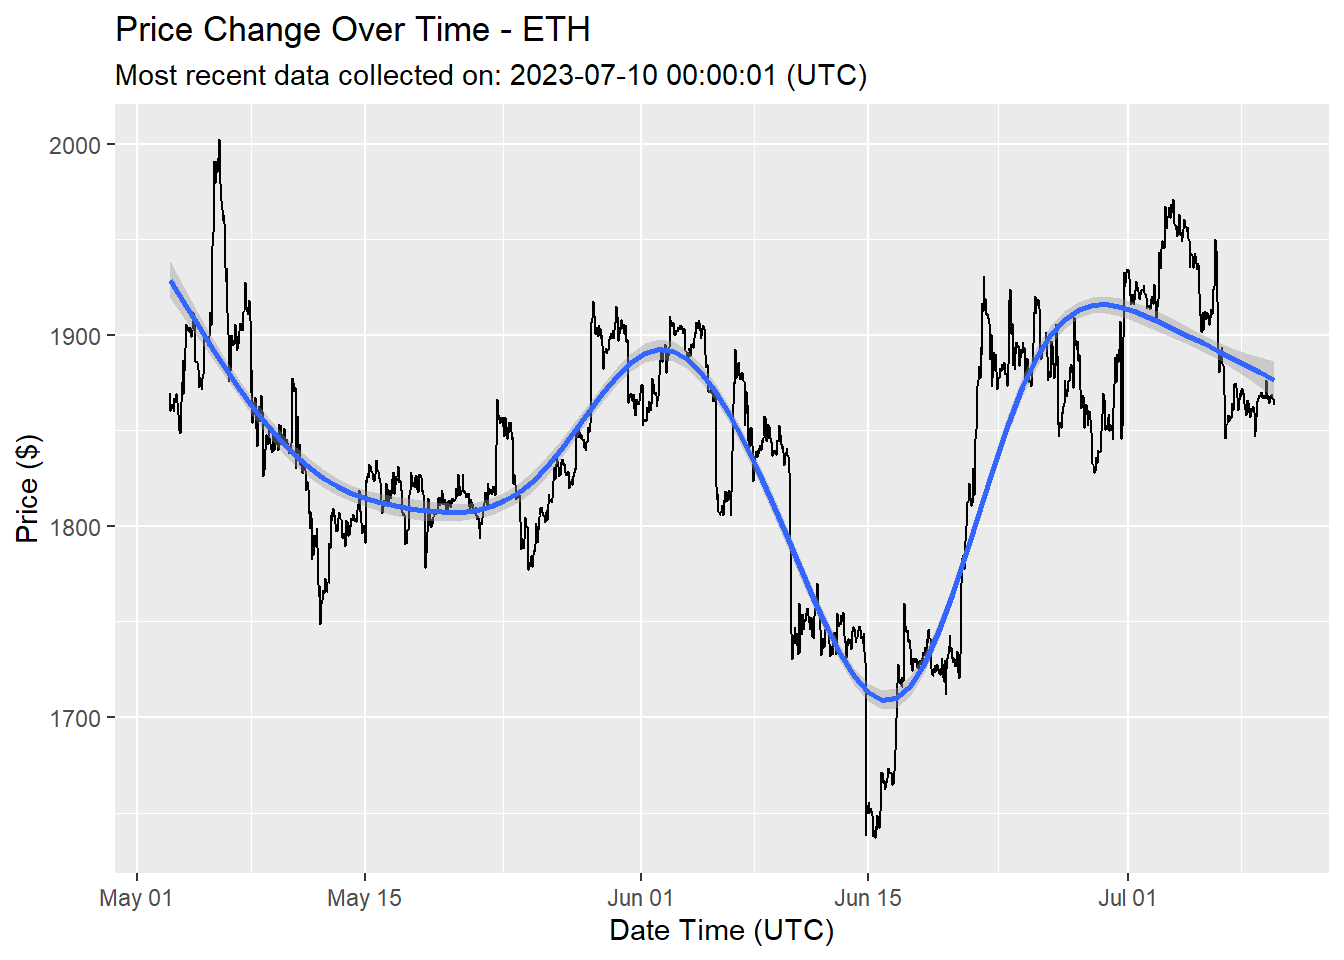 Price Change Over Time - ETH
Most recent data collected on: 2023-07-10 00:00:01 (UTC)
2000
1900
1800
1700
Price ($)
May 01
May 15
Jun 01
Jun 15
Jul 01
Date Time (UTC)